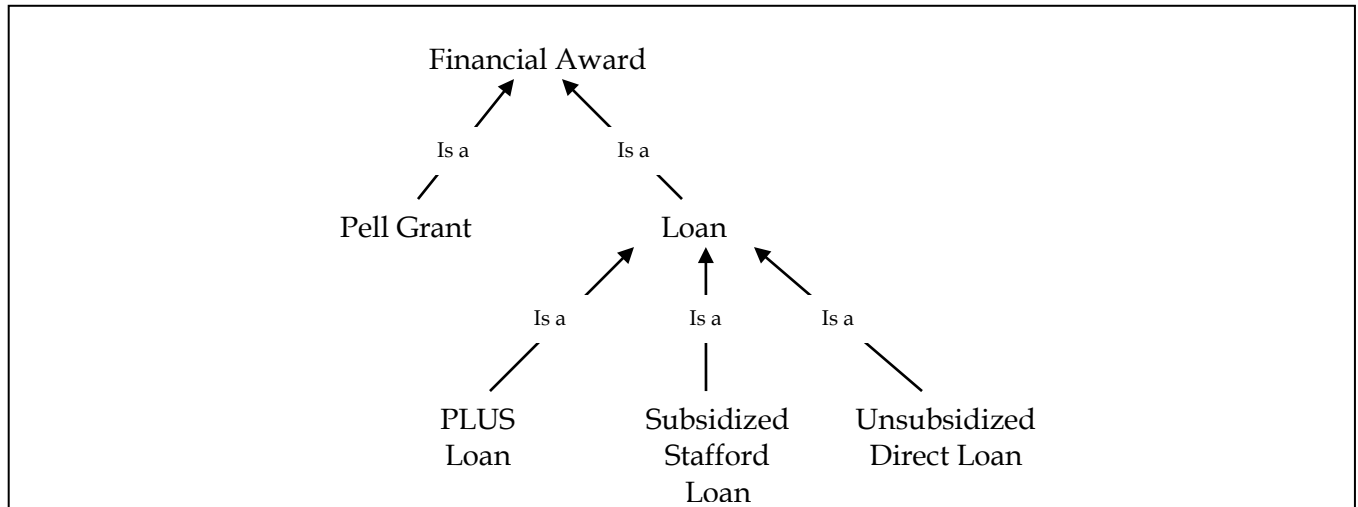 Financial Award
Is a
Is a
Pell Grant
Loan
Is a
Is a
Is a
PLUS
Loan
Subsidized
Stafford
Loan
Unsubsidized
Direct Loan